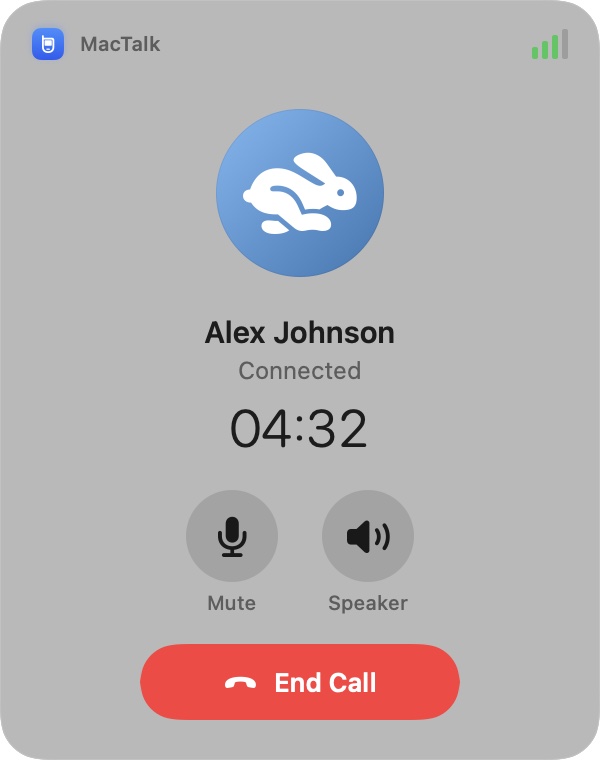 MacTalk
Alex Johnson
Connected
04:32
Mute Speaker
End Call